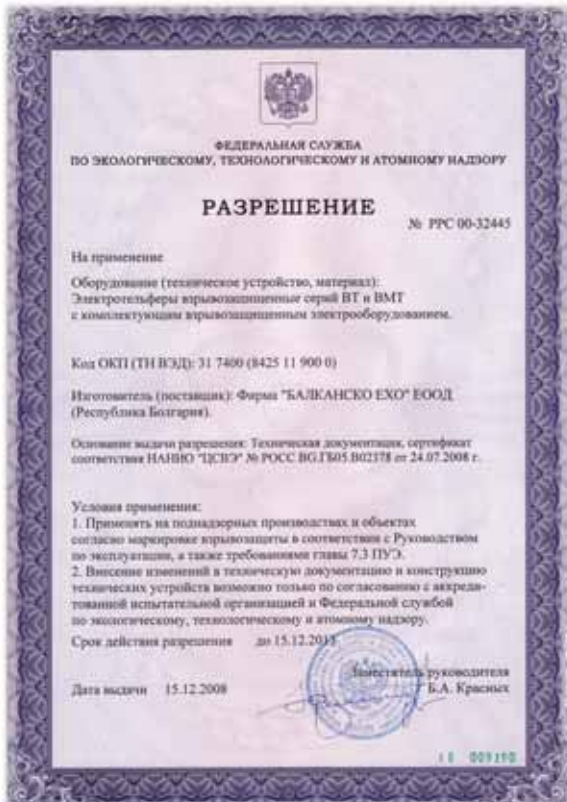 ФЕДЕРАЛЬНАЯ СЛУЖБА
ПО ЭКОЛОГИЧЕСКОМУ, ТЕХНОЛОГИЧЕСКОМУ И АТОМНОМУ НАДЗОРУ
РАЗРЕШЕНИЕ
№ РРС 00-32445
На применение
Оборудование (техническое устройство, материал):
Электротельферы взрывозащищенные серий ВТ и ВМТ
с комплектующим взрывозащищенным электрооборудованием.
Код ОКП (ТН ВЭД): 31 7400 (8425 11 900 0)
Изготовитель (поставщик): Фирма "БАЛКАНСКО ЕХО" ЕООД
(Республика Болгария).
Основание выдачи разрешения: Техническая документация, сертификат
соответствия НАНИО "ЦСВЭ" № РОСС BG.ГБ05.В02378 от 24.07.2008 г.
Условия применения:
1. Применять на поднадзорных производствах и объектах
согласно маркировке взрывозащиты в соответствии с Руководством
по эксплуатации, а также требованиями главы 7.3 ПУЭ.
2. Внесение изменений в техническую документацию и конструкцию
технических устройств возможно только по согласованию с аккреди-
тованной испытательной организацией и Федеральной службой
по экологическому, технологическому и атомному надзору.
Срок действия разрешения до 15.12.2013
Заместитель руководителя
Дата выдачи 15.12.2008 Б.А. Красных